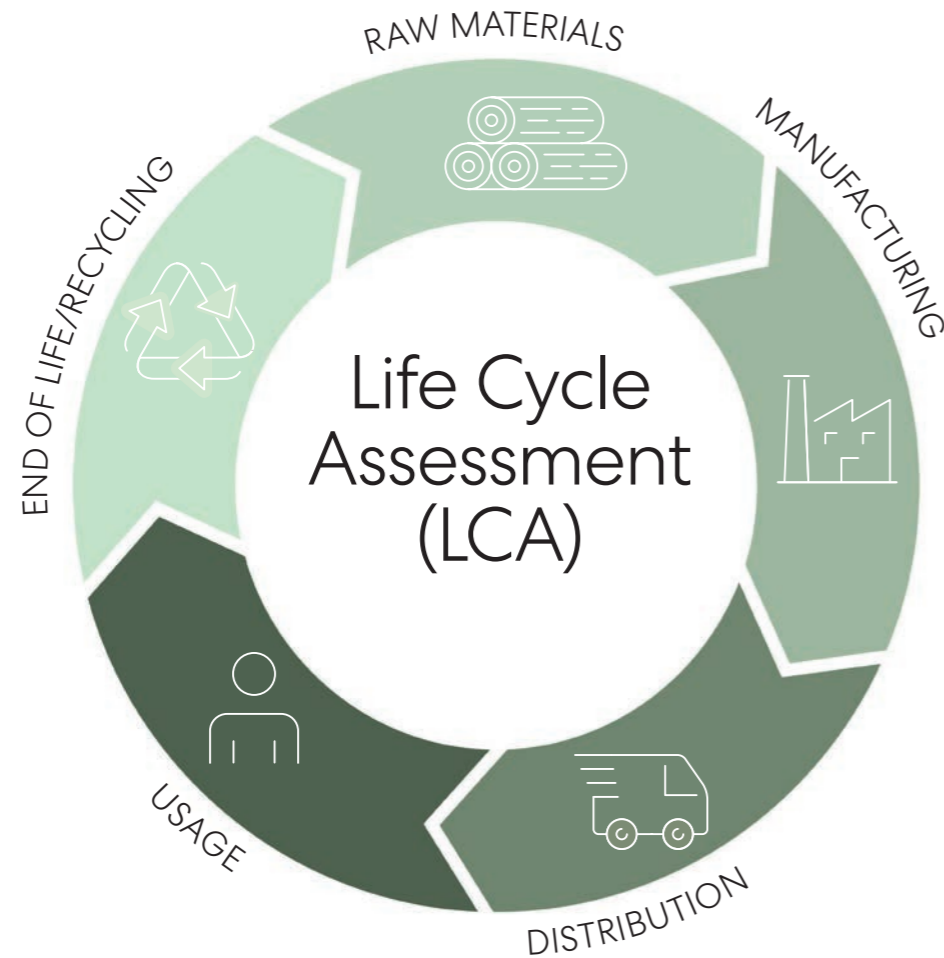 RAW MATERIALS
MANUFACTURING
END OF LIFE/RECYCLING
Life Cycle
Assessment
(LCA)
USAGE
DISTRIBUTION